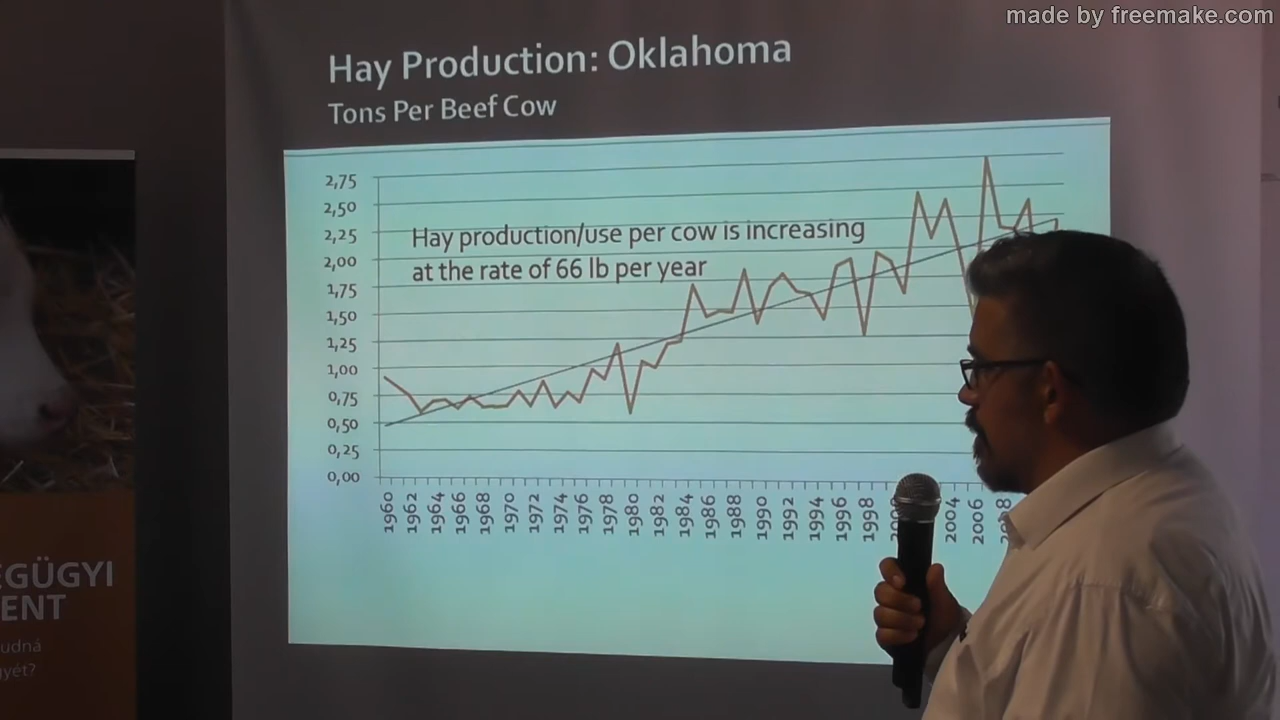 made by freemake.com
Hay Production: Oklahoma
Tons Per Beef Cow
2,75
2,50
2,25
2,00
1,75
1,50
1,25
1,00
0,75
0,50
0,25
0,00
Hay production/use per cow is increasing
at the rate of 66 lb per year
1960 1962 1964 1966 1968 1970 1972 1974 1976 1978 1980 1982 1984 1986 1988 1990 1992 1994 1996 1998 2004 2006
EGÜGYI
ENT
udná
gyét?